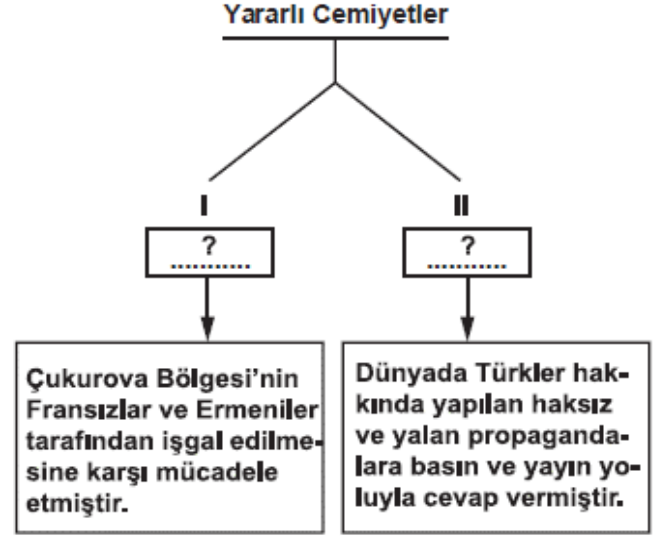 Yararlı Cemiyetler
I
II
?
...........
?
...........
Çukurova Bölgesi'nin
Fransızlar ve Ermeniler
tarafından işgal edilme-
sine karşı mücadele
etmiştir.
Dünyada Türkler hak-
kında yapılan haksız
ve yalan propaganda-
lara basın ve yayın yo-
luyla cevap vermiştir.